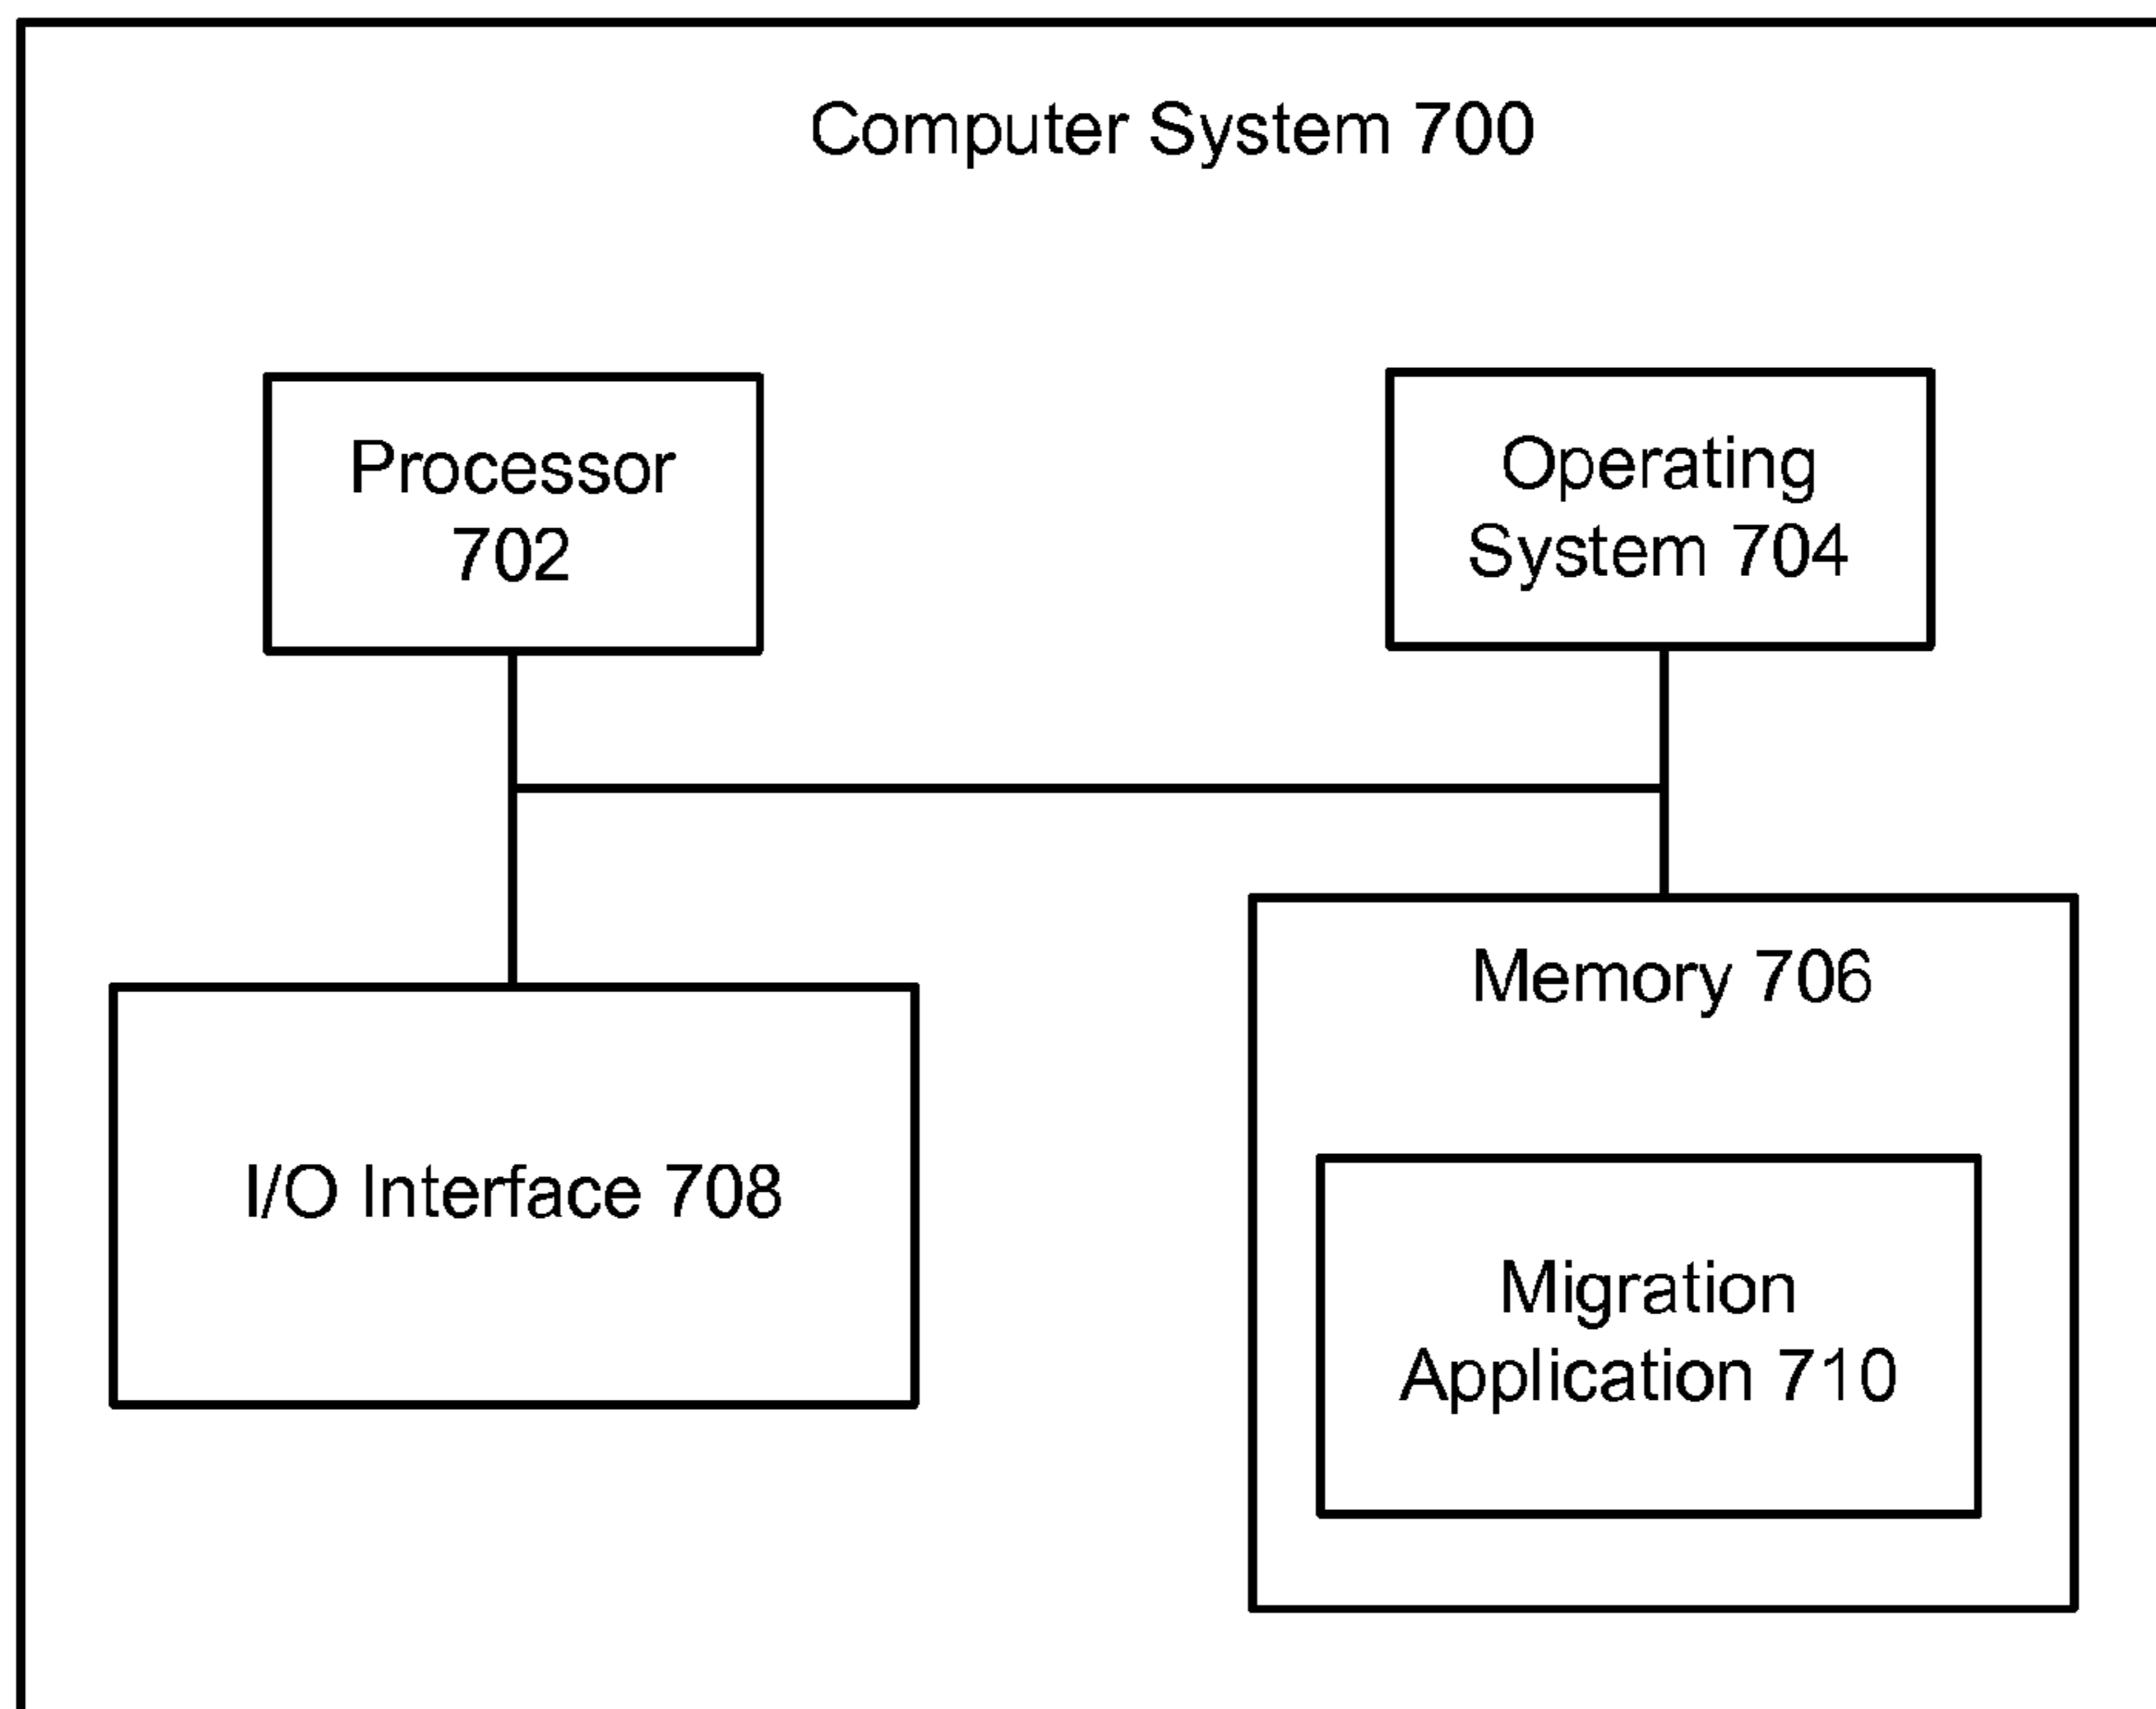 Computer System 700
Processor
702
Operating
System 704
Memory 706
I/O Interface 708
Migration
Application 710